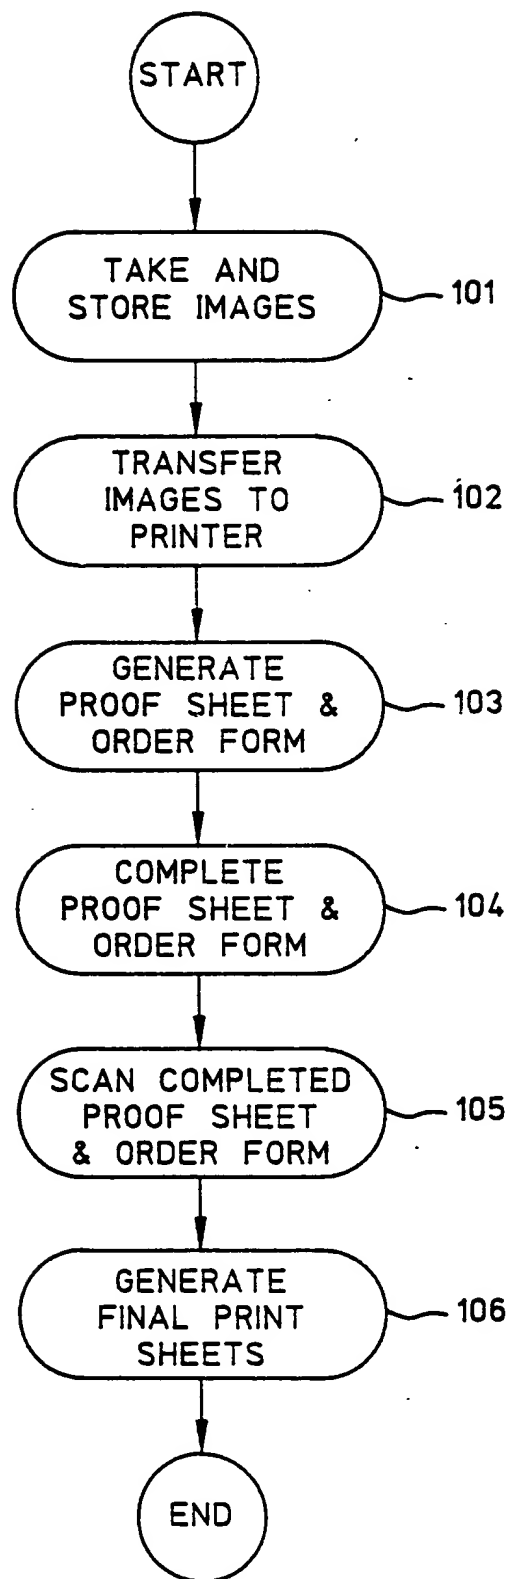 START
TAKE AND
STORE IMAGES
101
TRANSFER
IMAGES TO
PRINTER
102
GENERATE
PROOF SHEET &
ORDER FORM
103
COMPLETE
PROOF SHEET &
ORDER FORM
104
SCAN COMPLETED
PROOF SHEET
& ORDER FORM
105
GENERATE
FINAL PRINT
SHEETS
106
END